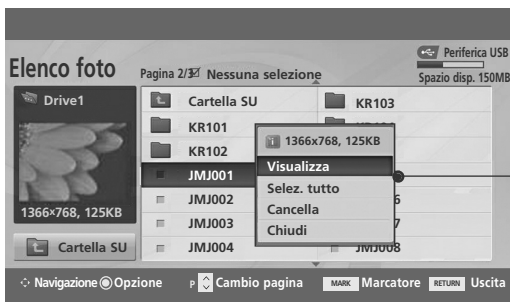 Periferica USB
Elenco foto
Pagina 2/3
Nessuna selezione
Spazio disp. 150MB
Drive1
1366×768, 125KB
Cartella SU
Cartella SU
KR101
KR102
JMJ001
JMJ002
JMJ003
JMJ004
KR103
JMJ008
1366x768, 125KB
Visualizza
Selez. tutto
Cancella
Chiudi
Navigazione Opzione P Cambio pagina MARK Marcatore RETURN Uscita